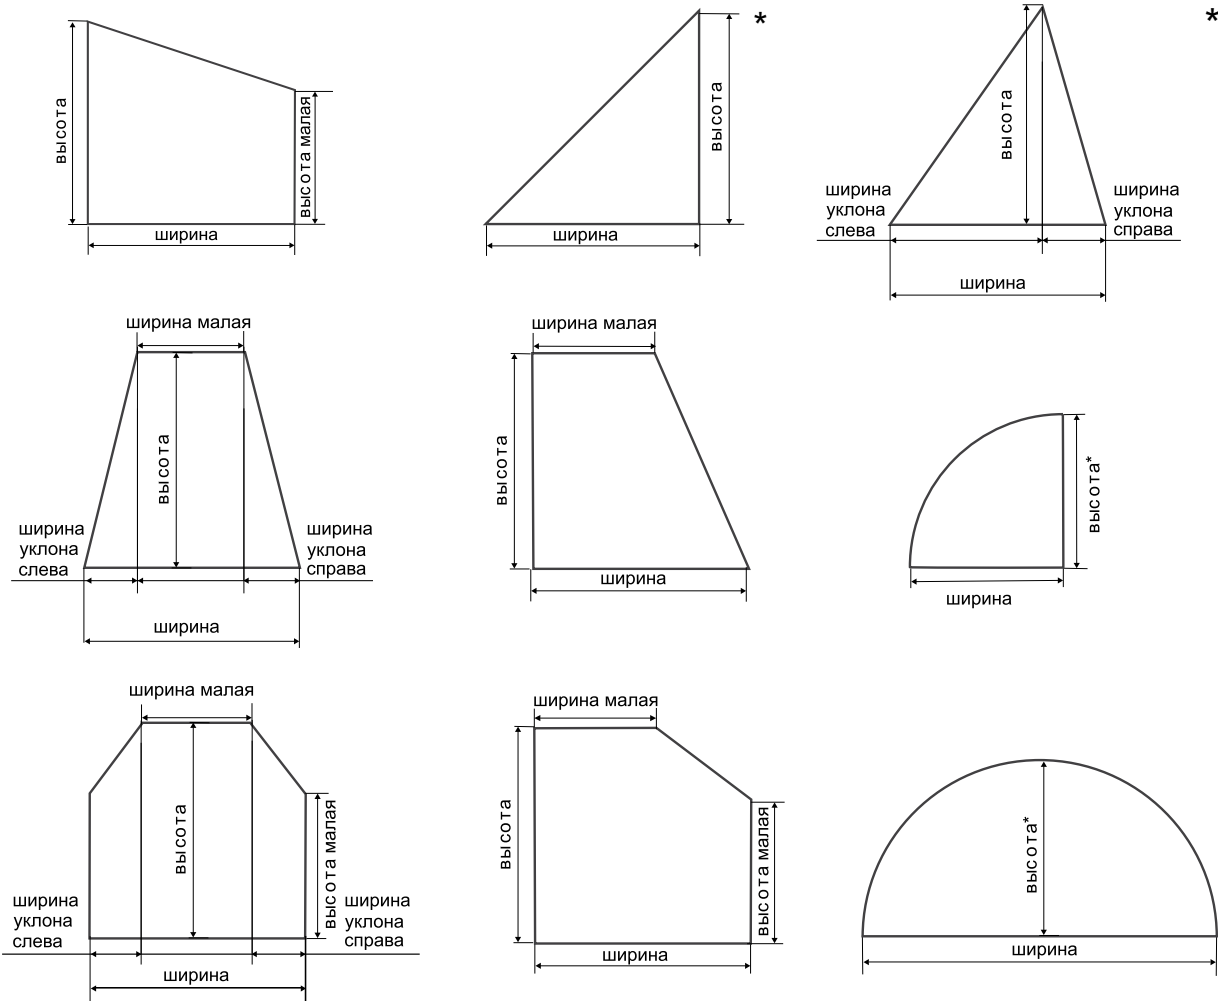 высота
высота малая
ширина
*
высота
ширина
*
высота
ширина
уклона
слева
ширина
уклона
справа
ширина
ширина малая
высота
ширина
уклона
слева
ширина
уклона
справа
ширина
ширина малая
высота
ширина
высота*
ширина
ширина малая
высота
высота малая
ширина
уклона
слева
ширина
уклона
справа
ширина
ширина малая
высота
высота малая
ширина
высота*
ширина